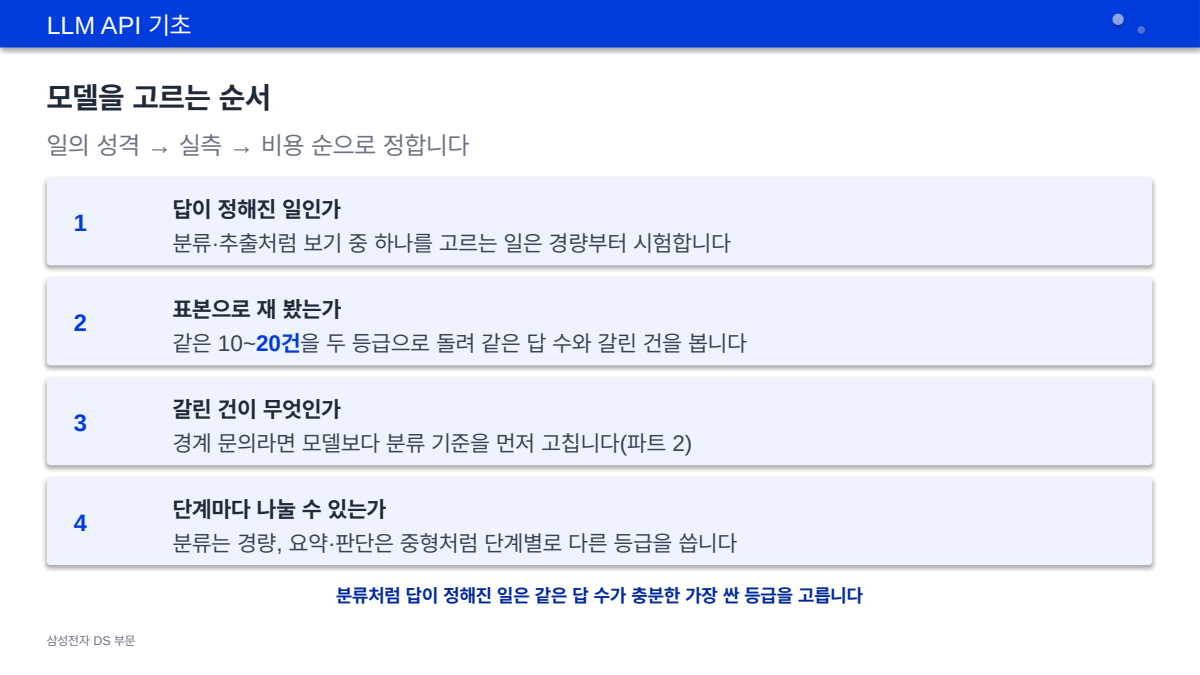 LLM API 기초
모델을 고르는 순서
일의 성격 → 실측 → 비용 순으로 정합니다
1
답이 정해진 일인가
분류·추출처럼 보기 중 하나를 고르는 일은 경량부터 시험합니다
2
표본으로 재 봤는가
같은 10~20건을 두 등급으로 돌려 같은 답 수와 갈린 건을 봅니다
3
갈린 건이 무엇인가
경계 문의라면 모델보다 분류 기준을 먼저 고칩니다(파트 2)
4
단계마다 나눌 수 있는가
분류는 경량, 요약·판단은 중형처럼 단계별로 다른 등급을 씁니다
분류처럼 답이 정해진 일은 같은 답 수가 충분한 가장 싼 등급을 고릅니다
삼성전자 DS 부문